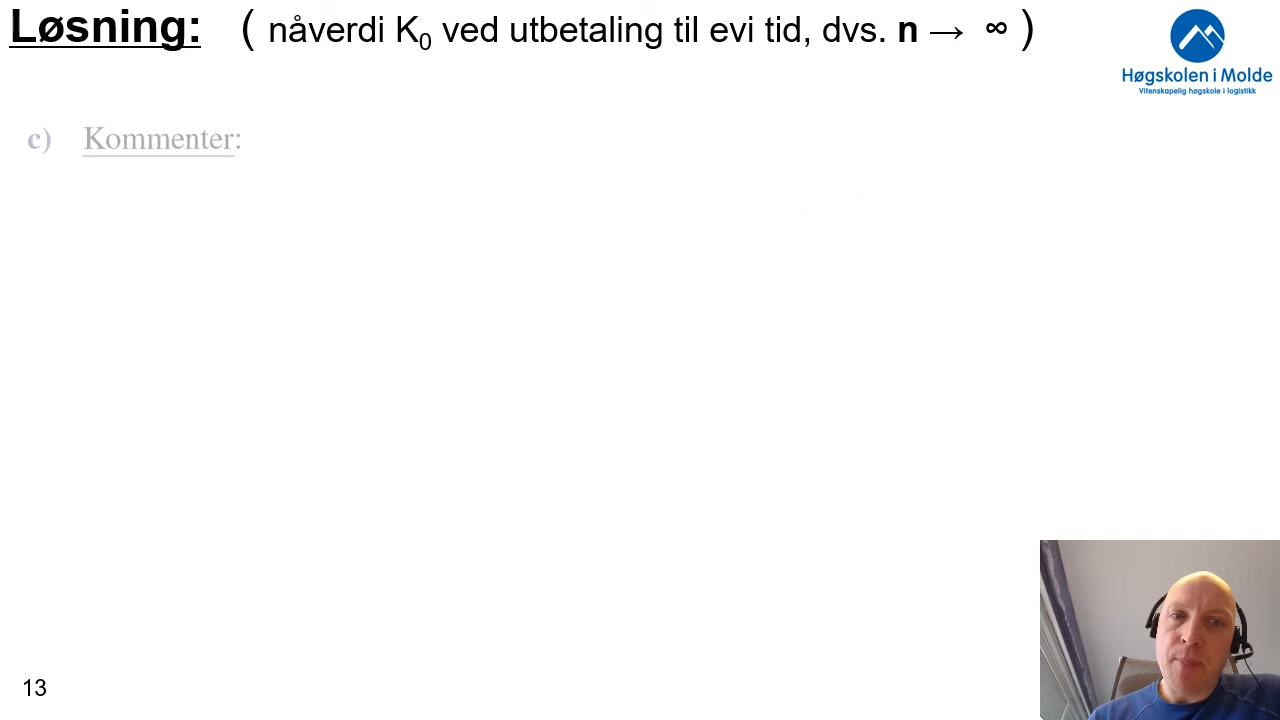 Løsning: ( nåverdi K₀ ved utbetaling til evi tid, dvs. n → ∞ )
Høgskolen i Molde
Vitenskapelig høgskole i logistikk
c) Kommenter:
13